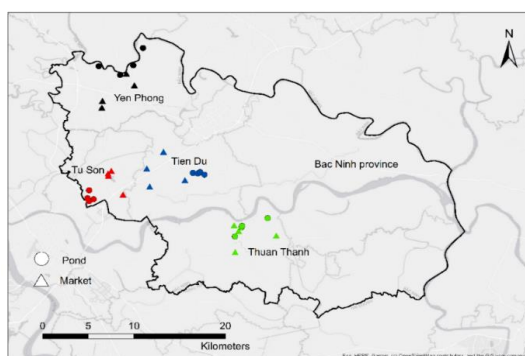 N
Yen Phong
Tu Son
Tien Du
Bac Ninh province
Thuan Thanh
Pond
Market
0 5 10 20
Kilometers